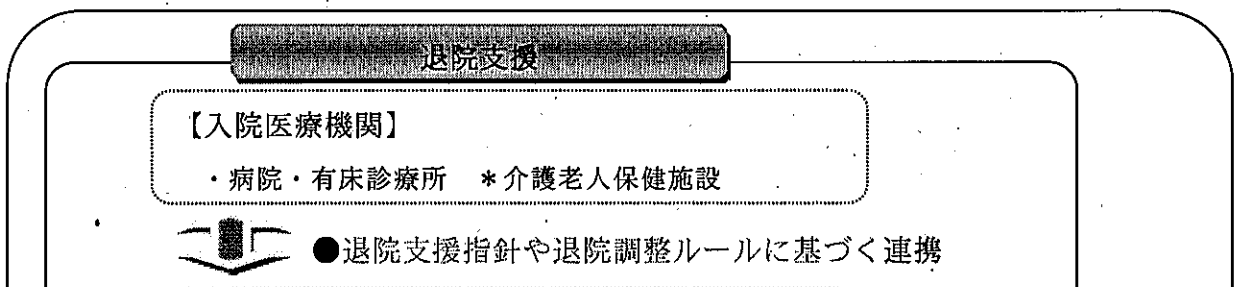 退院支援
【入院医療機関】
・病院・有床診療所　＊介護老人保健施設
●退院支援指針や退院調整ルールに基づく連携